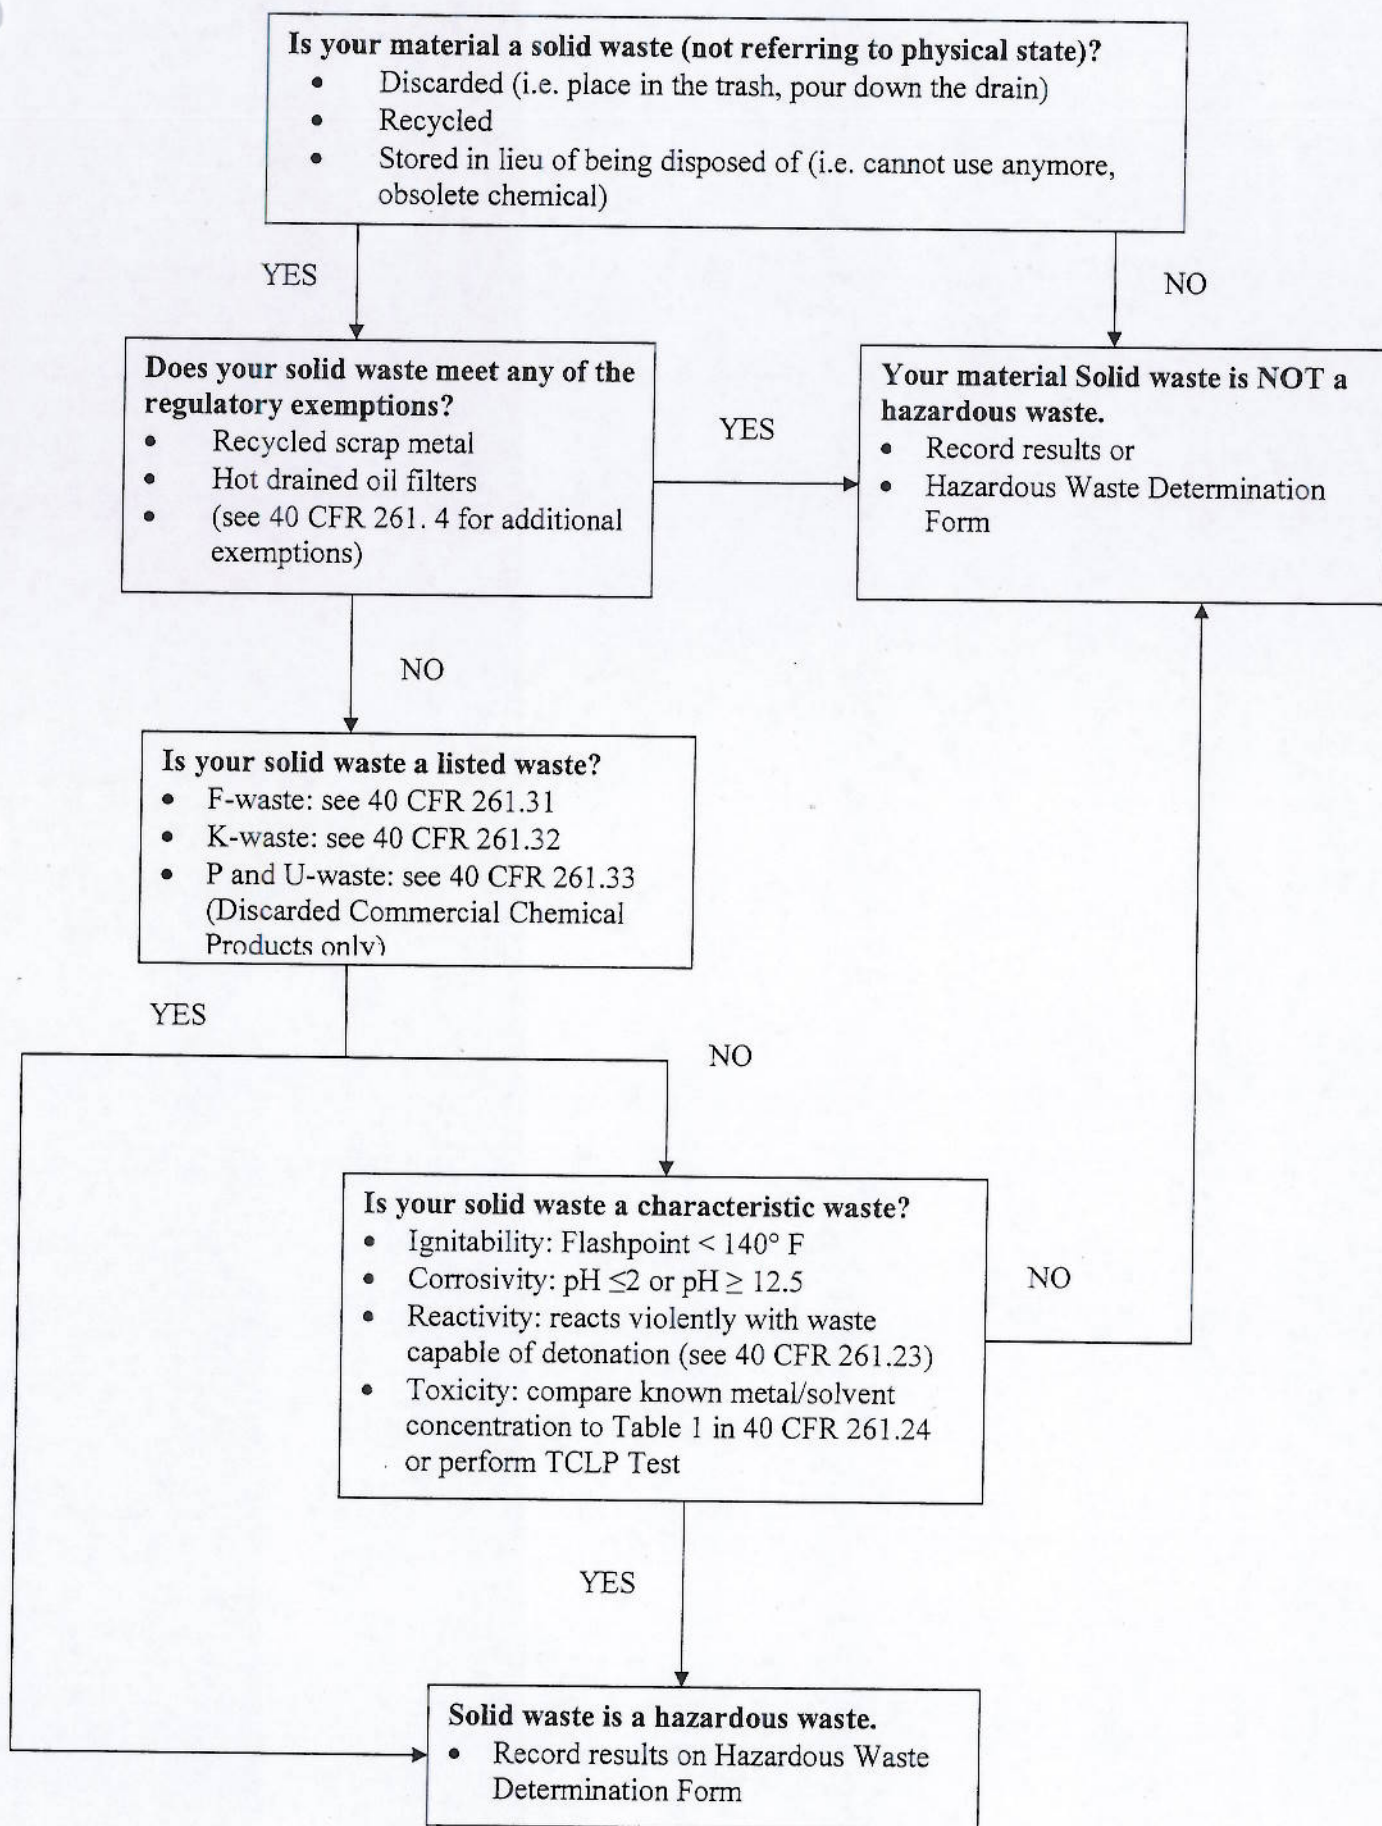 Is your material a solid waste (not referring to physical state)?
• Discarded (i.e. place in the trash, pour down the drain)
• Recycled
• Stored in lieu of being disposed of (i.e. cannot use anymore,
obsolete chemical)
YES
NO
Does your solid waste meet any of the
regulatory exemptions?
• Recycled scrap metal
• Hot drained oil filters
• (see 40 CFR 261. 4 for additional
exemptions)
YES
Your material Solid waste is NOT a
hazardous waste.
• Record results or
• Hazardous Waste Determination
Form
NO
Is your solid waste a listed waste?
• F-waste: see 40 CFR 261.31
• K-waste: see 40 CFR 261.32
• P and U-waste: see 40 CFR 261.33
(Discarded Commercial Chemical
Products only)
YES
NO
Is your solid waste a characteristic waste?
• Ignitability: Flashpoint < 140° F
• Corrosivity: pH ≤2 or pH ≥ 12.5
• Reactivity: reacts violently with waste
capable of detonation (see 40 CFR 261.23)
• Toxicity: compare known metal/solvent
concentration to Table 1 in 40 CFR 261.24
or perform TCLP Test
NO
YES
Solid waste is a hazardous waste.
• Record results on Hazardous Waste
Determination Form